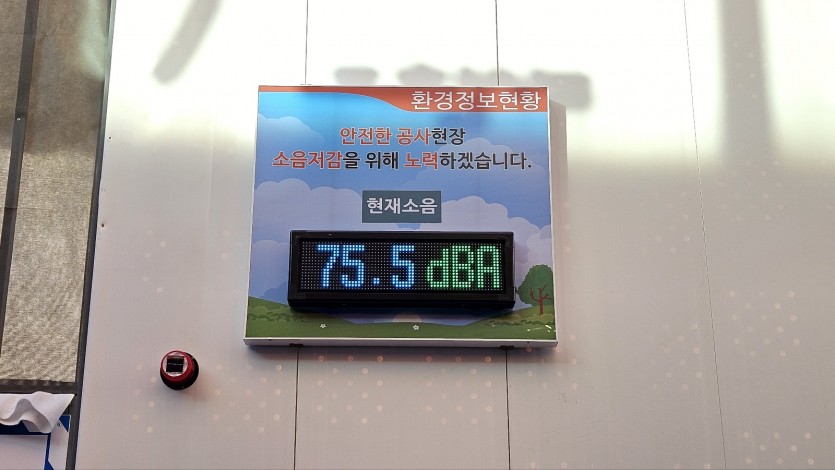 환경정보현황
안전한 공사현장
소음저감을 위해 노력하겠습니다.
현재소음
75.5 dBA